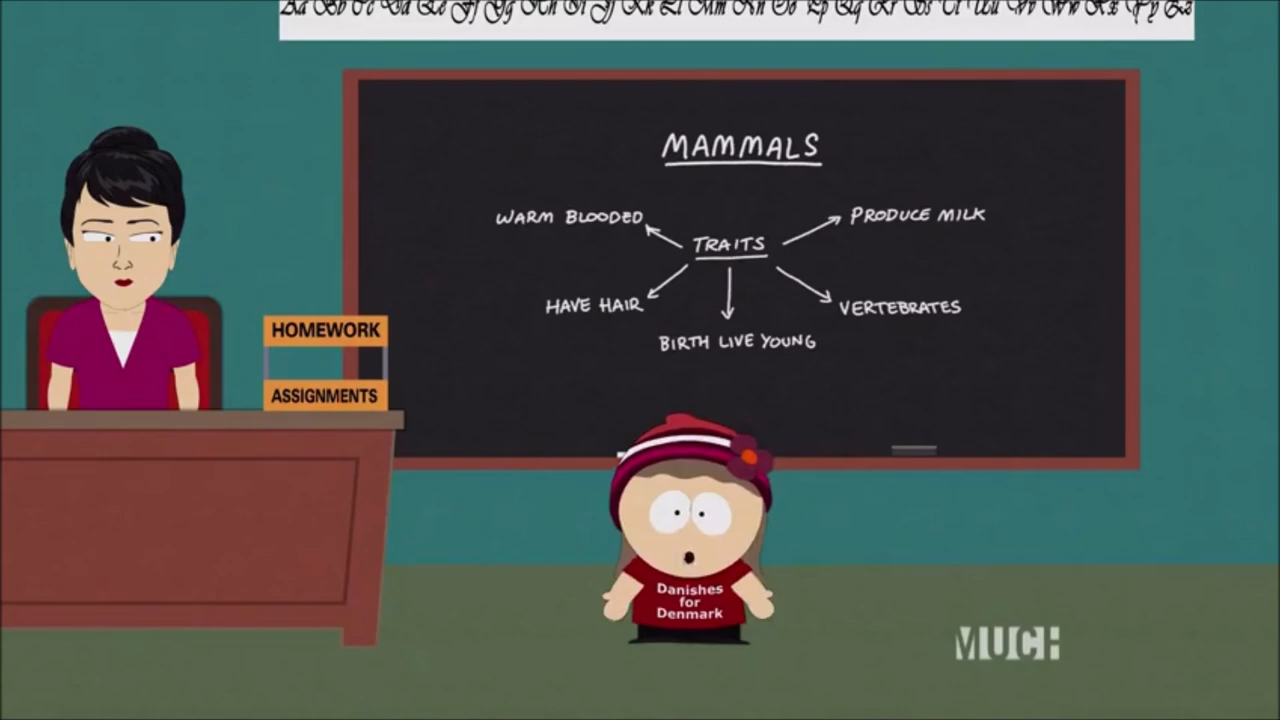 MAMMALS
WARM BLOODED
PRODUCE MILK
TRAITS
HAVE HAIR
VERTEBRATES
BIRTH LIVE YOUNG
HOMEWORK
ASSIGNMENTS
Danishes
for
Denmark
MUCH